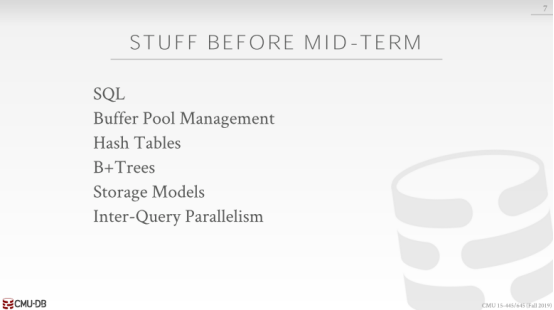 7
STUFF BEFORE MID-TERM
SQL
Buffer Pool Management
Hash Tables
B+Trees
Storage Models
Inter-Query Parallelism
CMU·DB
CMU 15-445/645 (Fall 2019)